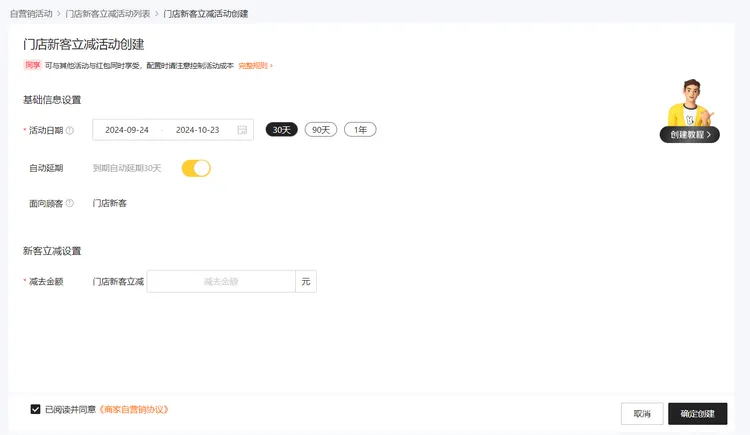 自营销活动 > 门店新客立减活动列表 > 门店新客立减活动创建
门店新客立减活动创建
同享 可与其他活动与红包同时享受，配置时请注意控制活动成本 完整规则 >
基础信息设置
* 活动日期 ? 2024-09-24 - 2024-10-23 30天 90天 1年
创建教程 >
自动延期 到期自动延期30天
面向顾客 ? 门店新客
新客立减设置
* 减去金额 门店新客立减 减去金额 元
已阅读并同意《商家自营销协议》
取消 确定创建